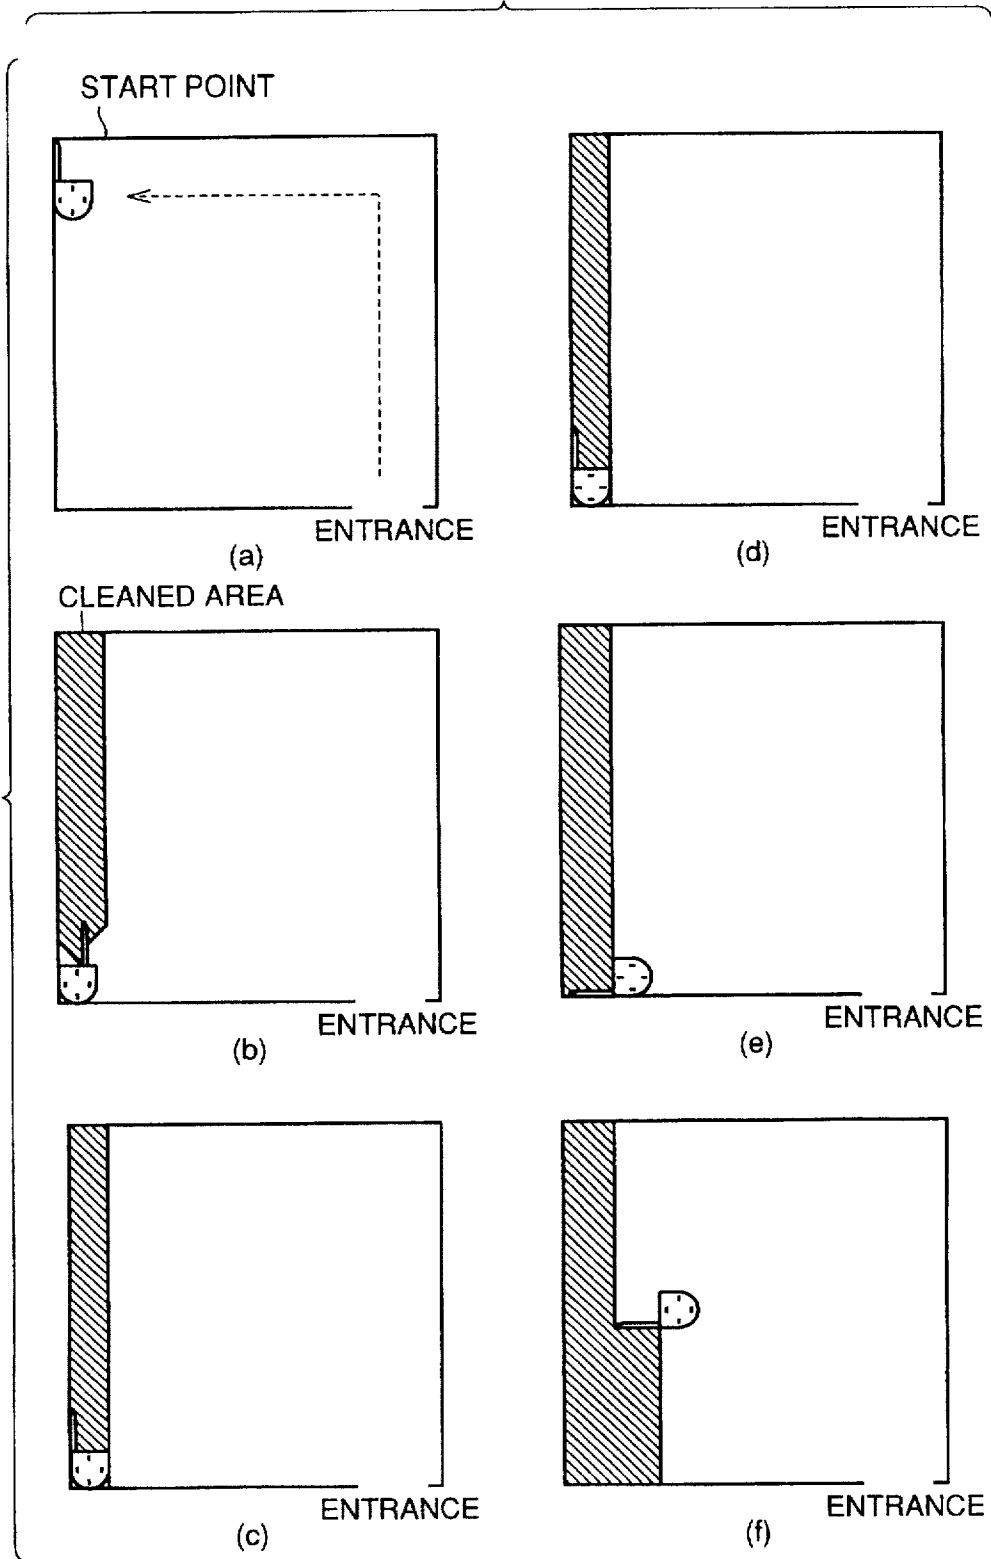 START POINT
ENTRANCE
(a)
CLEANED AREA
ENTRANCE
(b)
ENTRANCE
(c)
ENTRANCE
(d)
ENTRANCE
(e)
ENTRANCE
(f)